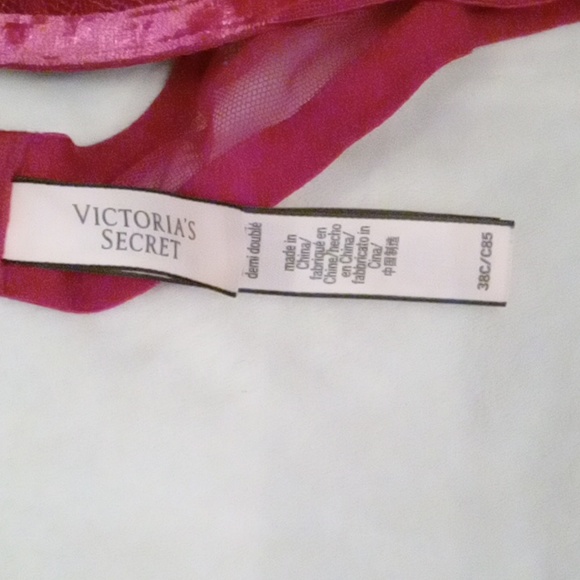 VICTORIA'S
SECRET
demi doublé
made in
China/
fabriqué en
Chine/hecho
en China/
fabbricato in
Cina/
中国制造
38C/C85